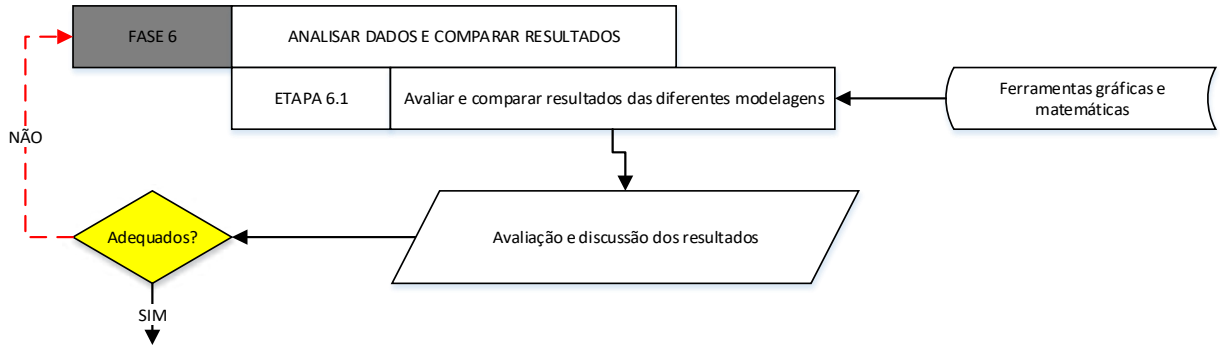 FASE 6
ANALISAR DADOS E COMPARAR RESULTADOS
ETAPA 6.1
Avaliar e comparar resultados das diferentes modelagens
Ferramentas gráficas e
matemáticas
NÃO
Adequados?
Avaliação e discussão dos resultados
SIM